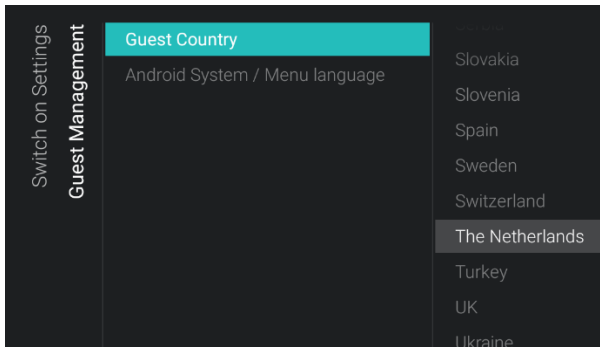 Switch on Settings
Guest Management
Guest Country
Android System / Menu language
Serbia
Slovakia
Slovenia
Spain
Sweden
Switzerland
The Netherlands
Turkey
UK
Ukraine